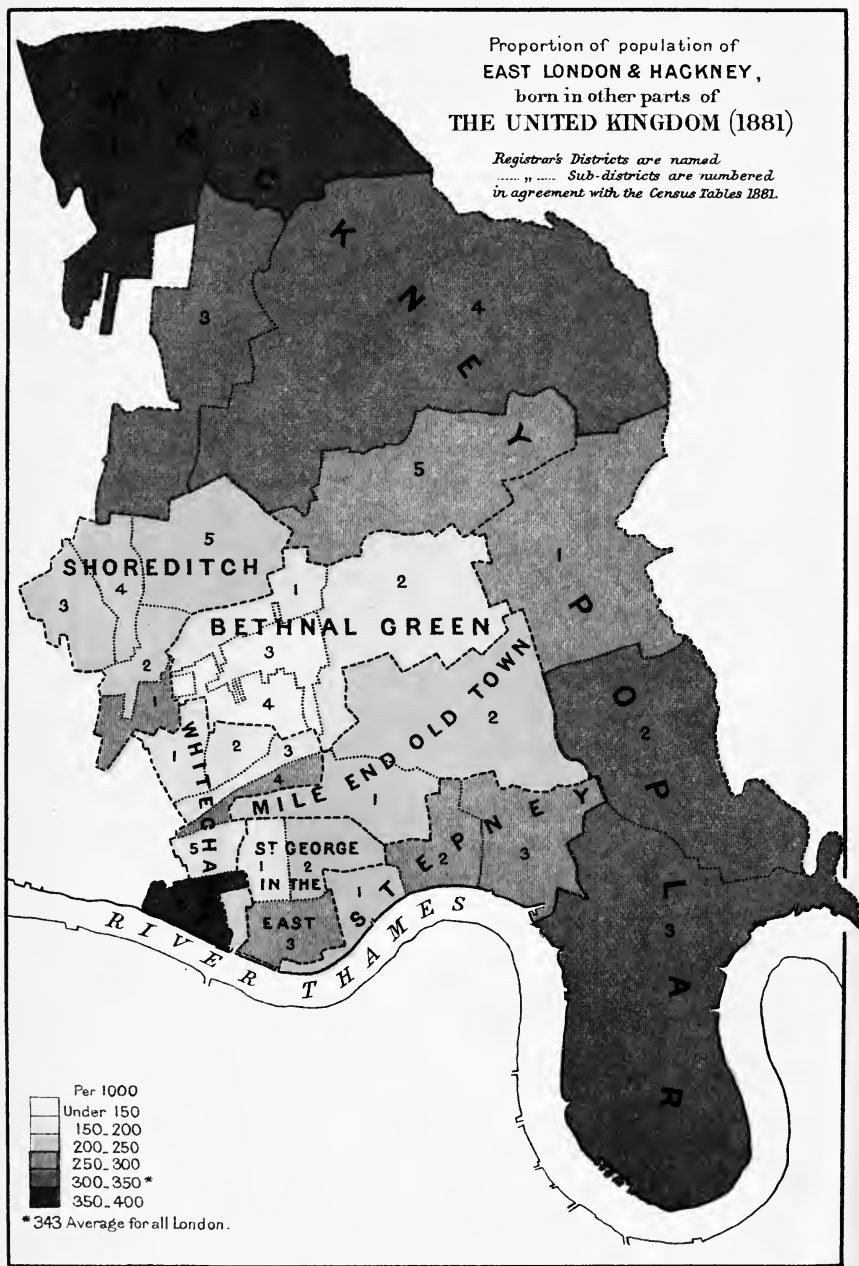 Proportion of population of
EAST LONDON & HACKNEY,
born in other parts of
THE UNITED KINGDOM (1881)
Registrar's Districts are named
...... „ ..... Sub-districts are numbered
in agreement with the Census Tables 1881.
C
K
N
E
Y
3
4
5
SHOREDITCH
5
4
3
2
1
BETHNAL GREEN
1
2
3
4
WHITECHA
1
2
3
4
5
MILE END OLD TOWN
2
1
ST GEORGE
IN THE
EAST
1
2
3
STEPNEY
1
2
3
POPLAR
1
2
3
RIVER THAMES
Per 1000
Under 150
150_200
200_250
250_300
300_350*
350_400
*343 Average for all London.